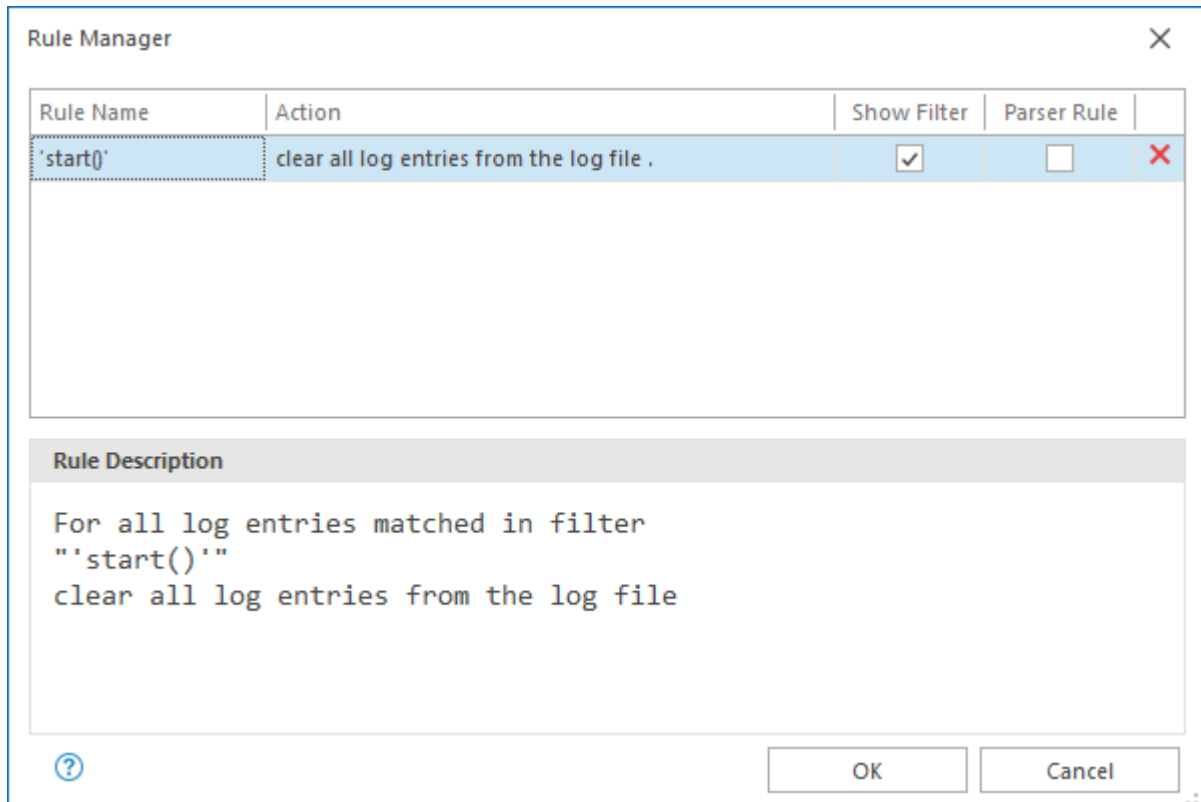 Rule Manager
Rule Name Action Show Filter Parser Rule
'start()' clear all log entries from the log file .
Rule Description
For all log entries matched in filter
"'start()'"
clear all log entries from the log file
OK Cancel